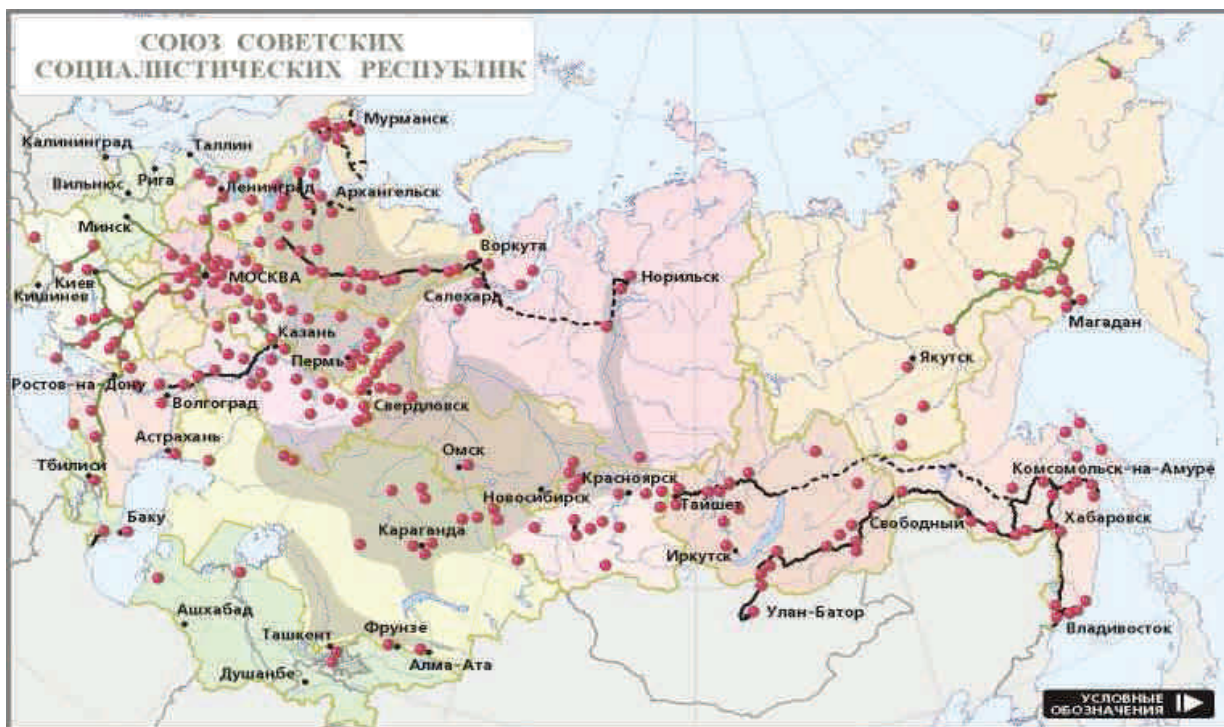 СОЮЗ СОВЕТСКИХ
СОЦИАЛИСТИЧЕСКИХ РЕСПУБЛИК
Мурманск
Таллин
Калининград
Рига
Вильнюс
Ленинград
Архангельск
Минск
Воркута
МОСКВА
Киев
Норильск
Кишинев
Салехард
Магадан
Казань
Пермь
Якутск
Ростов-на-Дону
Волгоград
Свердловск
Астрахань
Омск
Тбилиси
Красноярск
Комсомольск-на-Амуре
Новосибирск
Тайшет
Баку
Караганда
Свободный
Хабаровск
Иркутск
Ашхабад
Улан-Батор
Ташкент
Фрунзе
Владивосток
Алма-Ата
Душанбе
УСЛОВНЫЕ
ОБОЗНАЧЕНИЯ